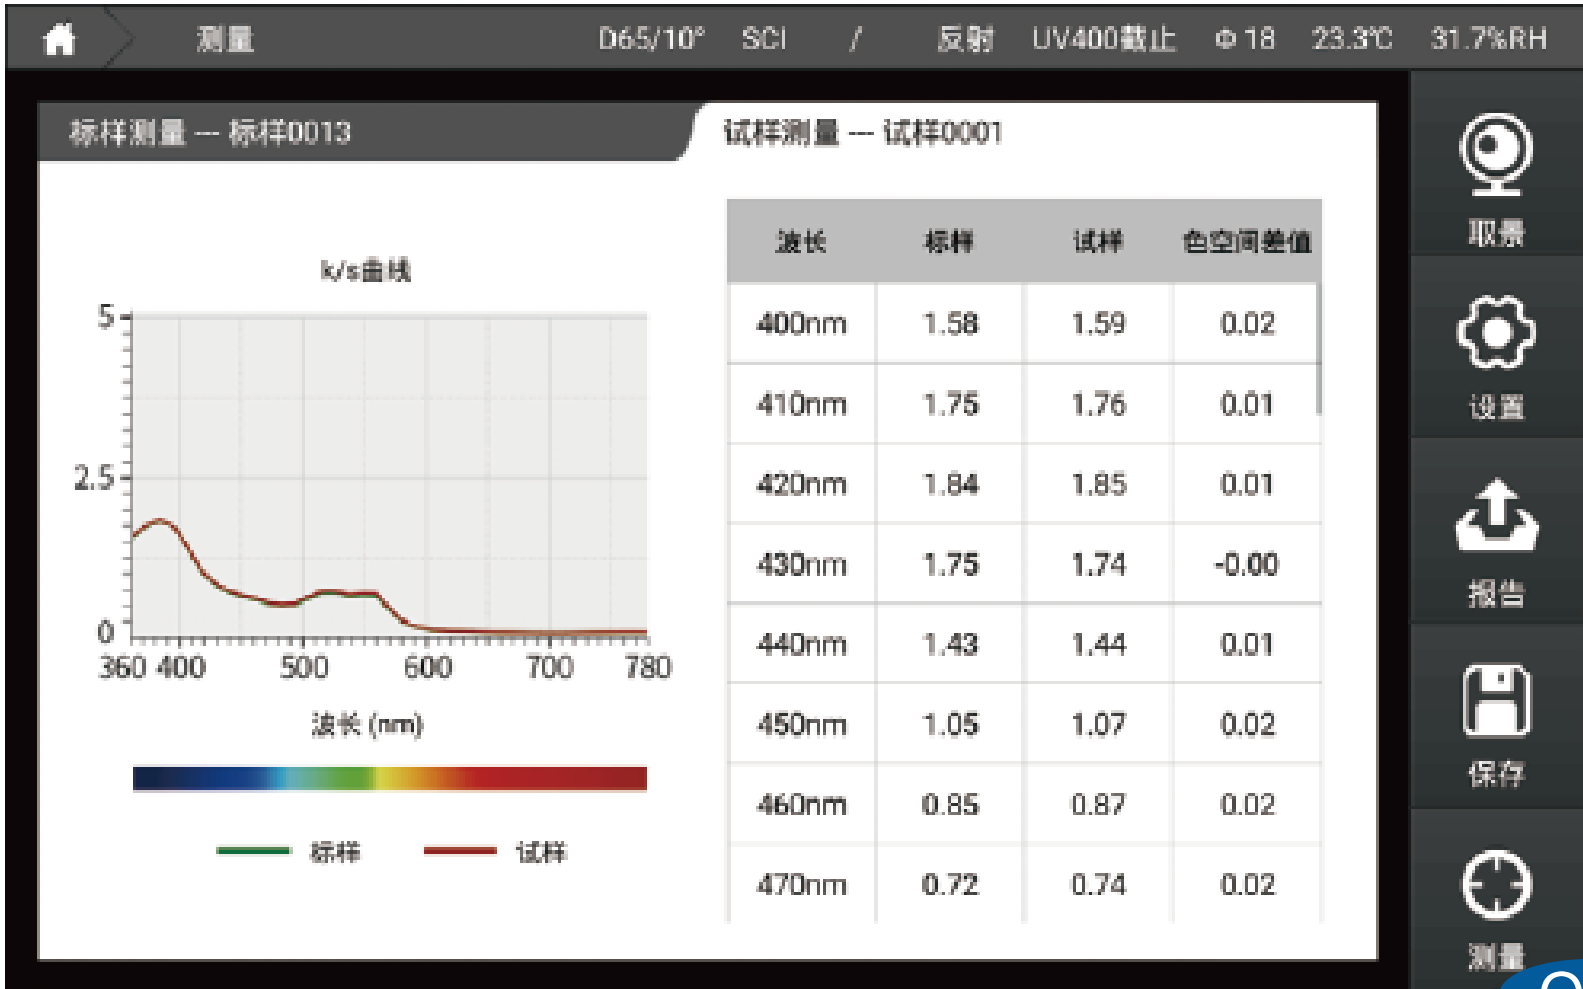 测量 D65/10° SCI / 反射 UV400截止 Φ18 23.3℃ 31.7%RH
标样测量 --- 标样0013
试样测量 --- 试样0001
k/s曲线
5
2.5
0
360 400 500 600 700 780
波长 (nm)
标样 试样
波长 标样 试样 色空间差值
400nm 1.58 1.59 0.02
410nm 1.75 1.76 0.01
420nm 1.84 1.85 0.01
430nm 1.75 1.74 -0.00
440nm 1.43 1.44 0.01
450nm 1.05 1.07 0.02
460nm 0.85 0.87 0.02
470nm 0.72 0.74 0.02
取景
设置
报告
保存
测量